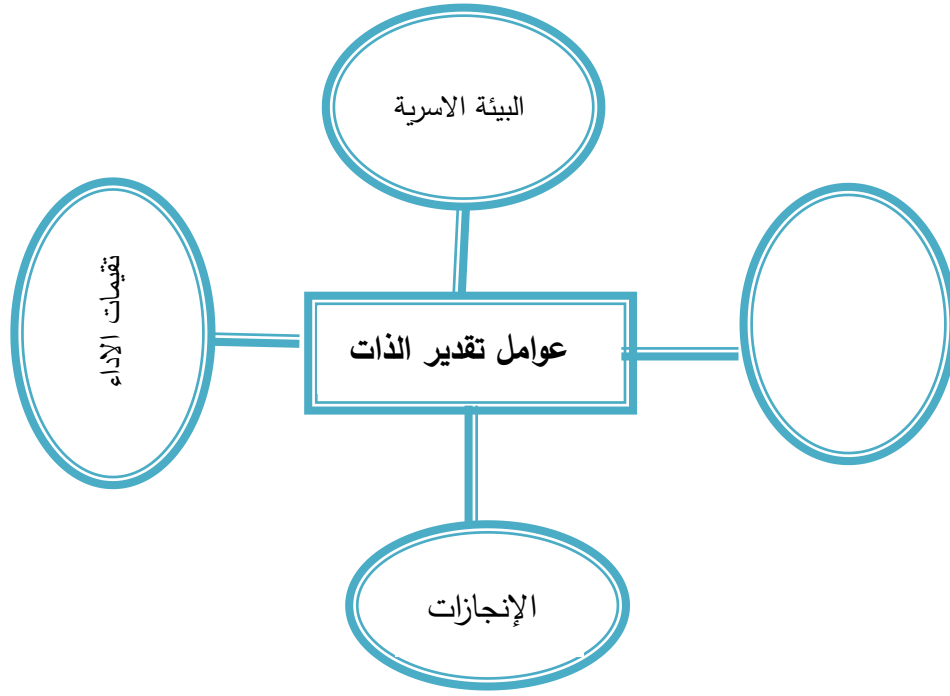 البيئة الاسرية
تقيمات الاداء
عوامل تقدير الذات
الإنجازات